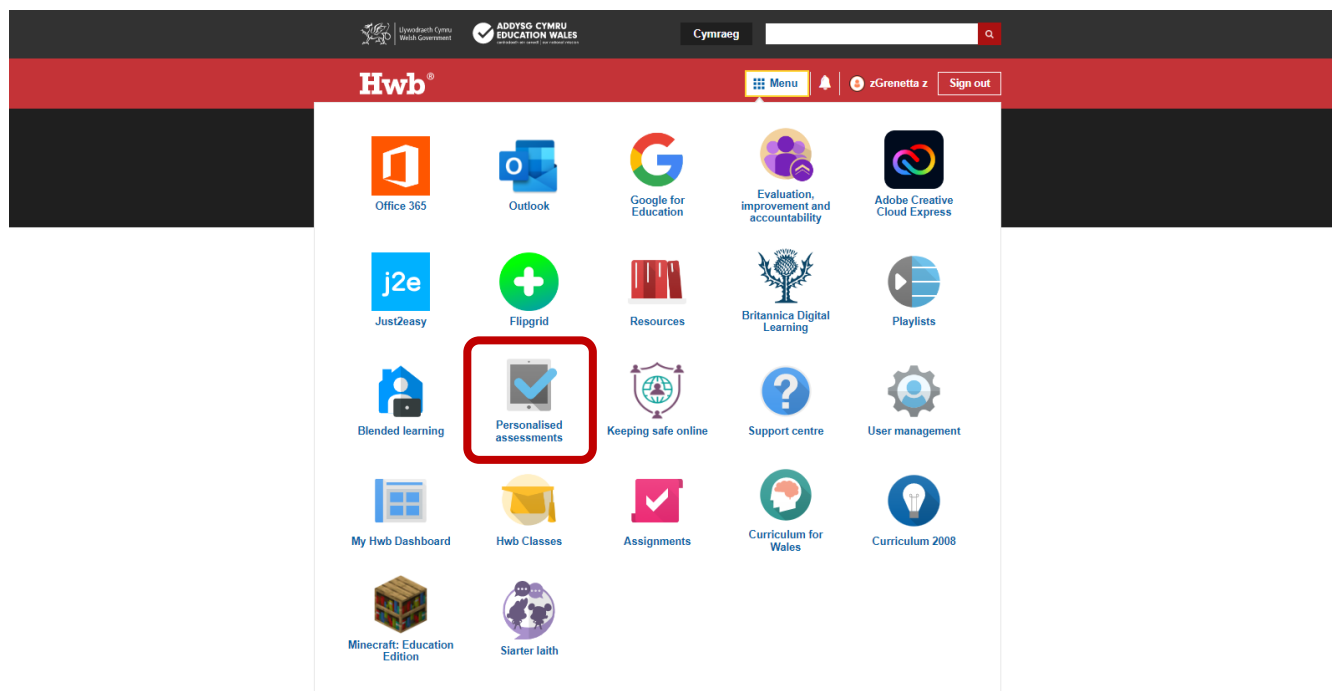 Llywodraeth Cymru
Welsh Government
ADDYSG CYMRU
EDUCATION WALES
Cymraeg
Hwb®
Menu
zGrenetta z
Sign out
Office 365
Outlook
Google for
Education
Evaluation,
improvement and
accountability
Adobe Creative
Cloud Express
j2e
Just2easy
Flipgrid
Resources
Britannica Digital
Learning
Playlists
Blended learning
Personalised
assessments
Keeping safe online
Support centre
User management
My Hwb Dashboard
Hwb Classes
Assignments
Curriculum for
Wales
Curriculum 2008
Minecraft: Education
Edition
Siarter Iaith